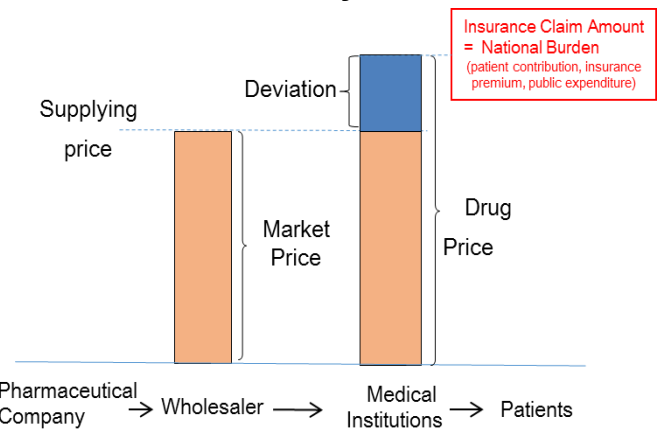 Insurance Claim Amount
= National Burden
(patient contribution, insurance
premium, public expenditure)
Deviation
Supplying
price
Market
Price
Drug
Price
Pharmaceutical
Company
Wholesaler
Medical
Institutions
Patients